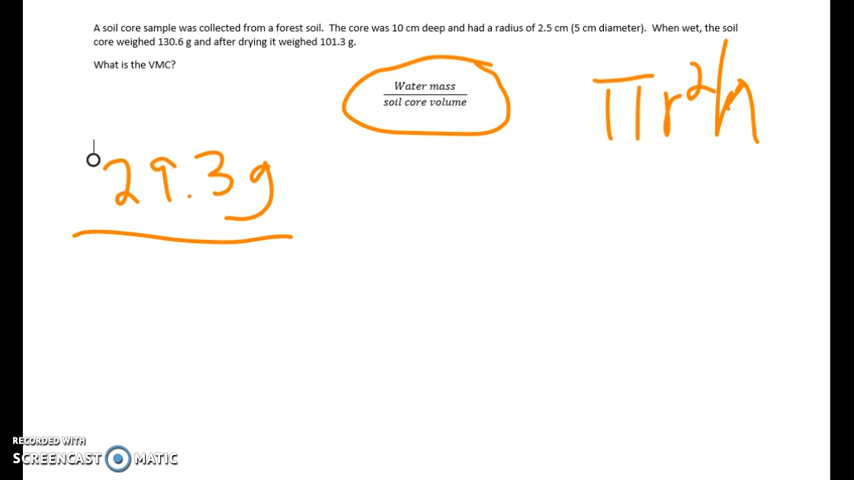 A soil core sample was collected from a forest soil. The core was 10 cm deep and had a radius of 2.5 cm (5 cm diameter). When wet, the soil
core weighed 130.6 g and after drying it weighed 101.3 g.
What is the VMC?
Water mass
soil core volume
πr²h
29.3g
RECORDED WITH
SCREENCAST MATIC